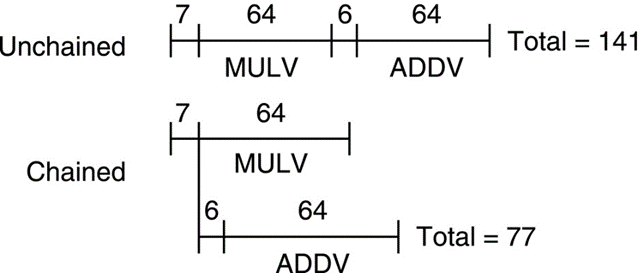 7 64 6 64
Unchained Total = 141
MULV ADDV
7 64
MULV
Chained
6 64
Total = 77
ADDV